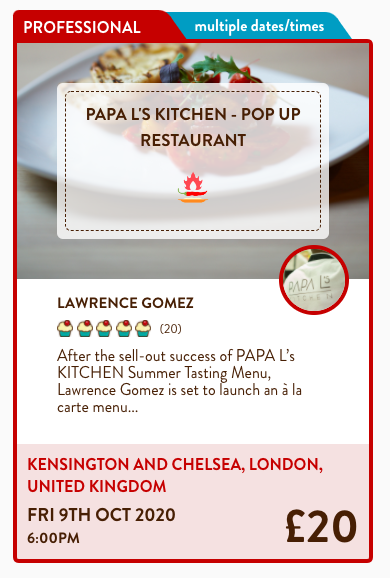 PROFESSIONAL
multiple dates/times
PAPA L'S KITCHEN - POP UP
RESTAURANT
PAPA L's
KITCHEN
LAWRENCE GOMEZ
(20)
After the sell-out success of PAPA L’s
KITCHEN Summer Tasting Menu,
Lawrence Gomez is set to launch an à la
carte menu...
KENSINGTON AND CHELSEA, LONDON,
UNITED KINGDOM
FRI 9TH OCT 2020
6:00PM
£20